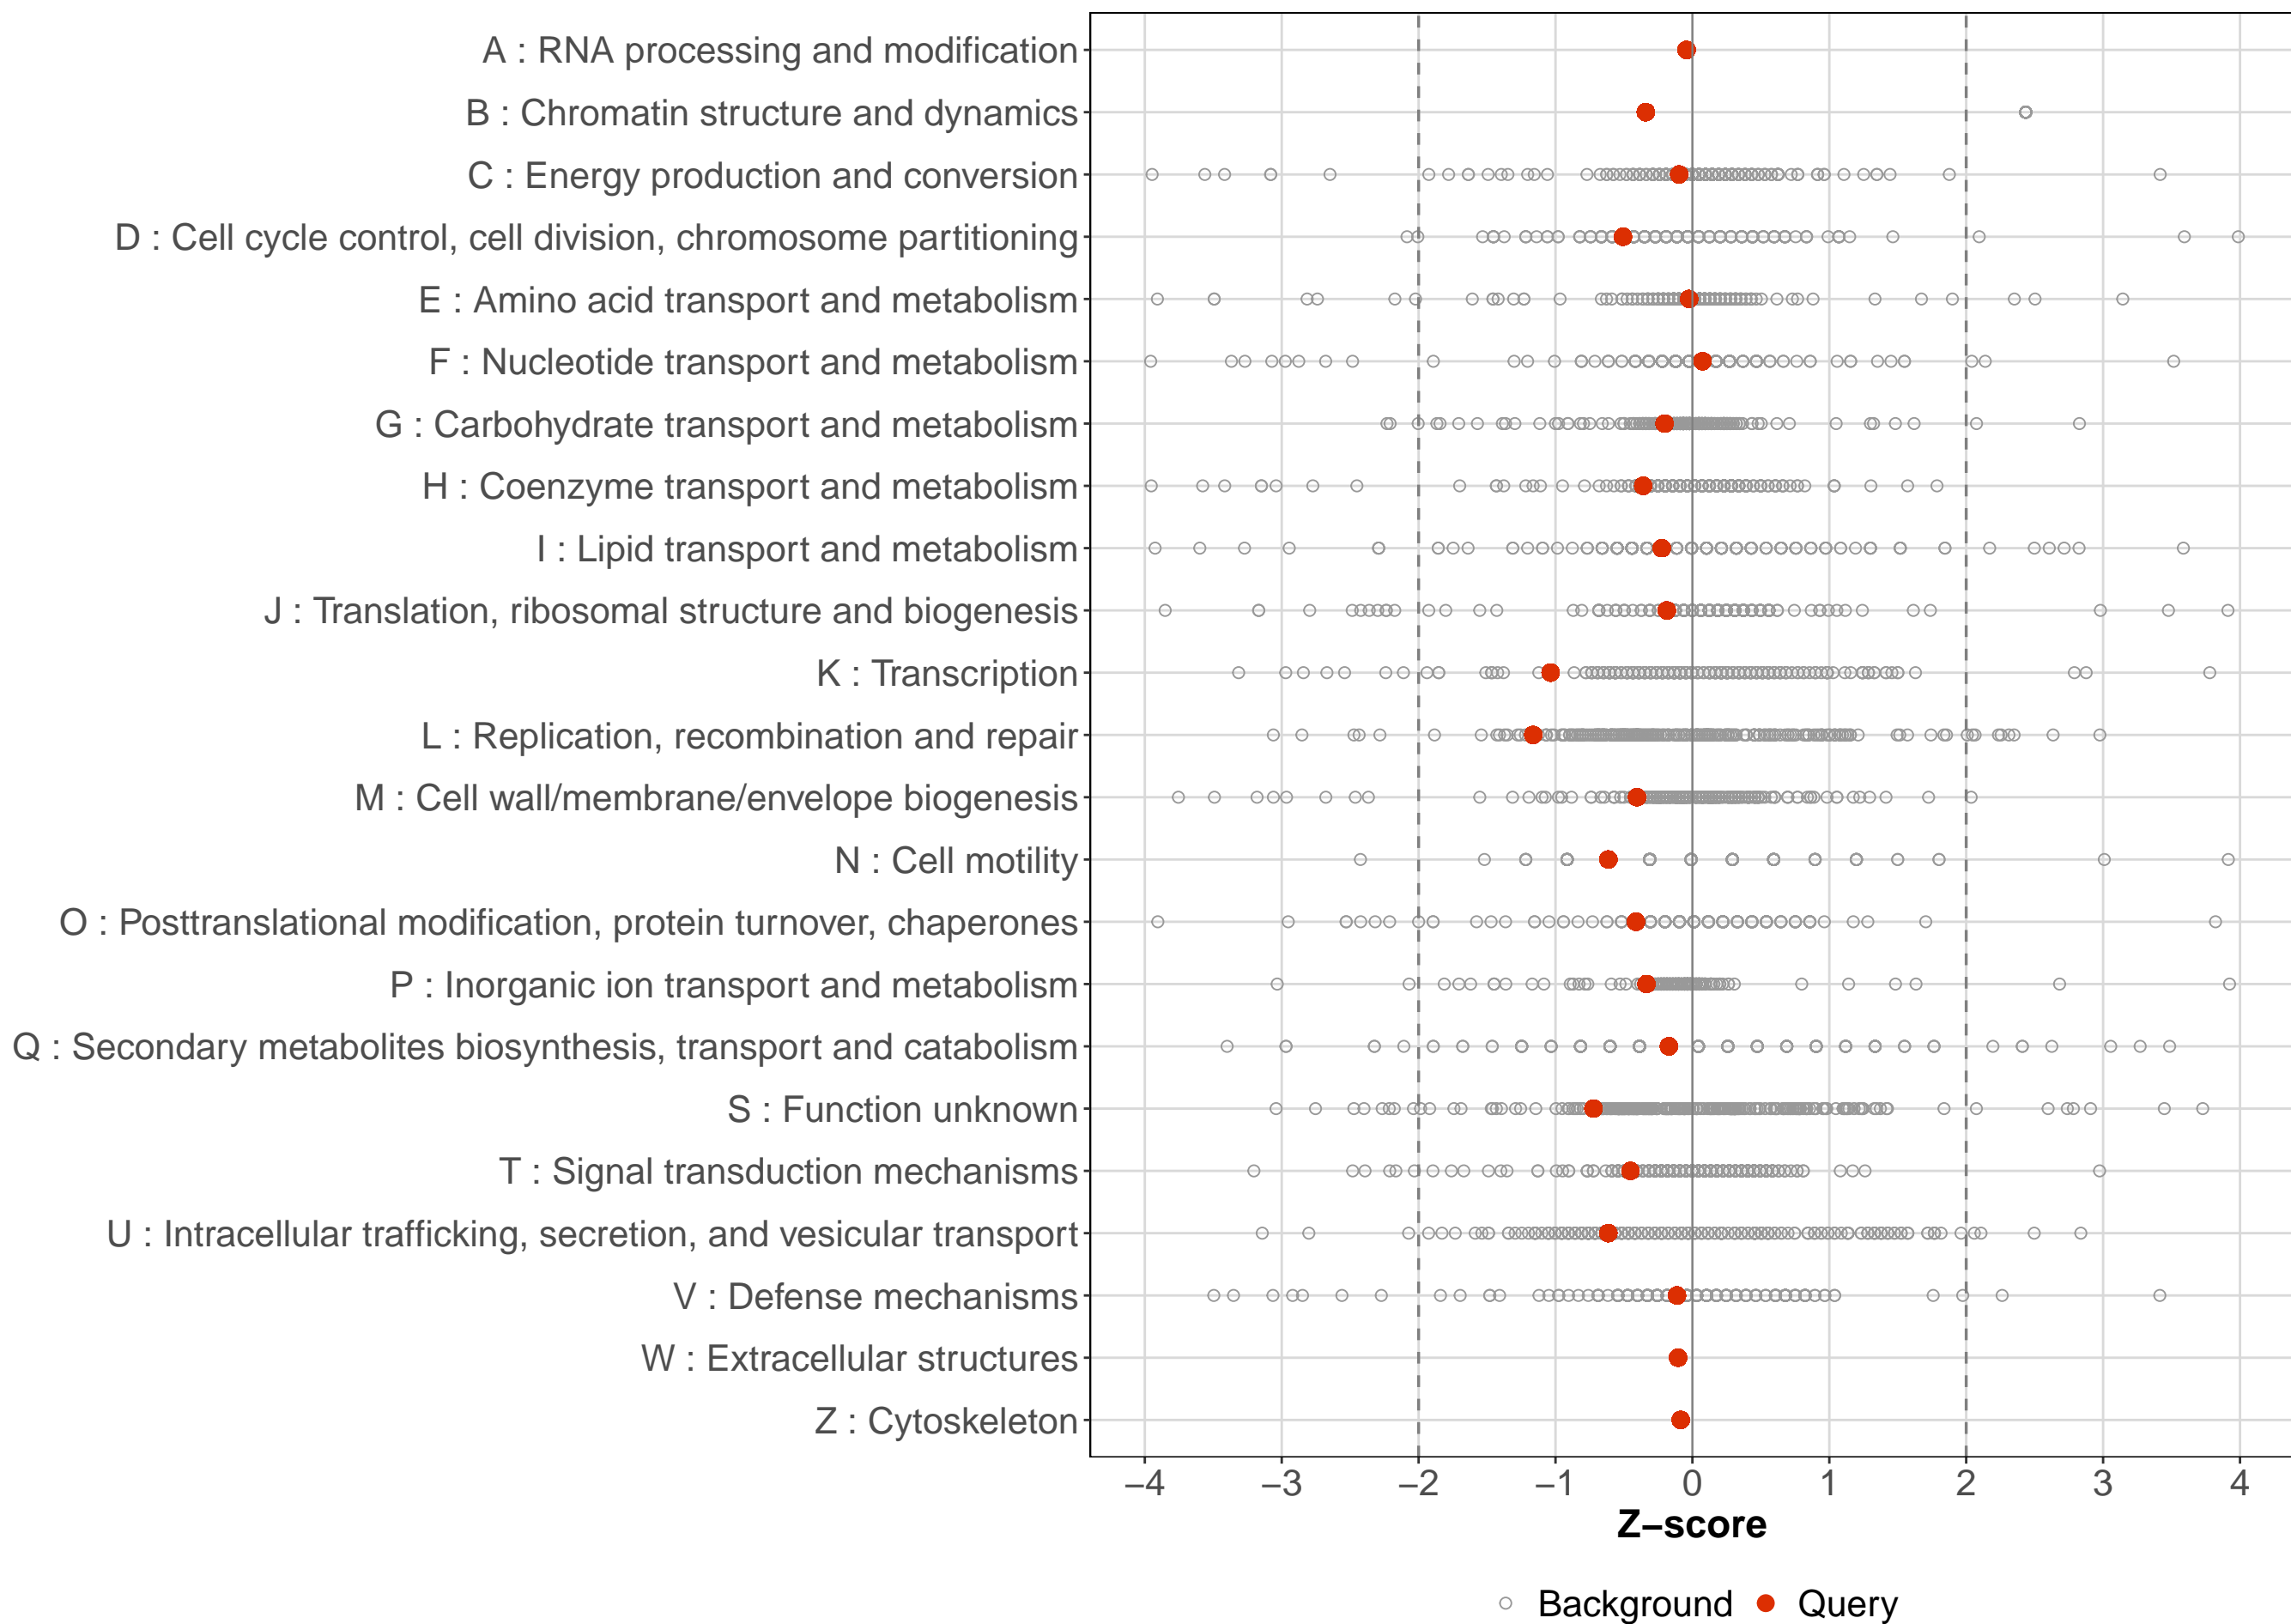 A : RNA processing and modification
B : Chromatin structure and dynamics
C : Energy production and conversion
D : Cell cycle control, cell division, chromosome partitioning
E : Amino acid transport and metabolism
F : Nucleotide transport and metabolism
G : Carbohydrate transport and metabolism
H : Coenzyme transport and metabolism
I : Lipid transport and metabolism
J : Translation, ribosomal structure and biogenesis
K : Transcription
L : Replication, recombination and repair
M : Cell wall/membrane/envelope biogenesis
N : Cell motility
O : Posttranslational modification, protein turnover, chaperones
P : Inorganic ion transport and metabolism
Q : Secondary metabolites biosynthesis, transport and catabolism
S : Function unknown
T : Signal transduction mechanisms
U : Intracellular trafficking, secretion, and vesicular transport
V : Defense mechanisms
W : Extracellular structures
Z : Cytoskeleton
−4 −3 −2 −1 0 1 2 3 4
Z−score
Background Query